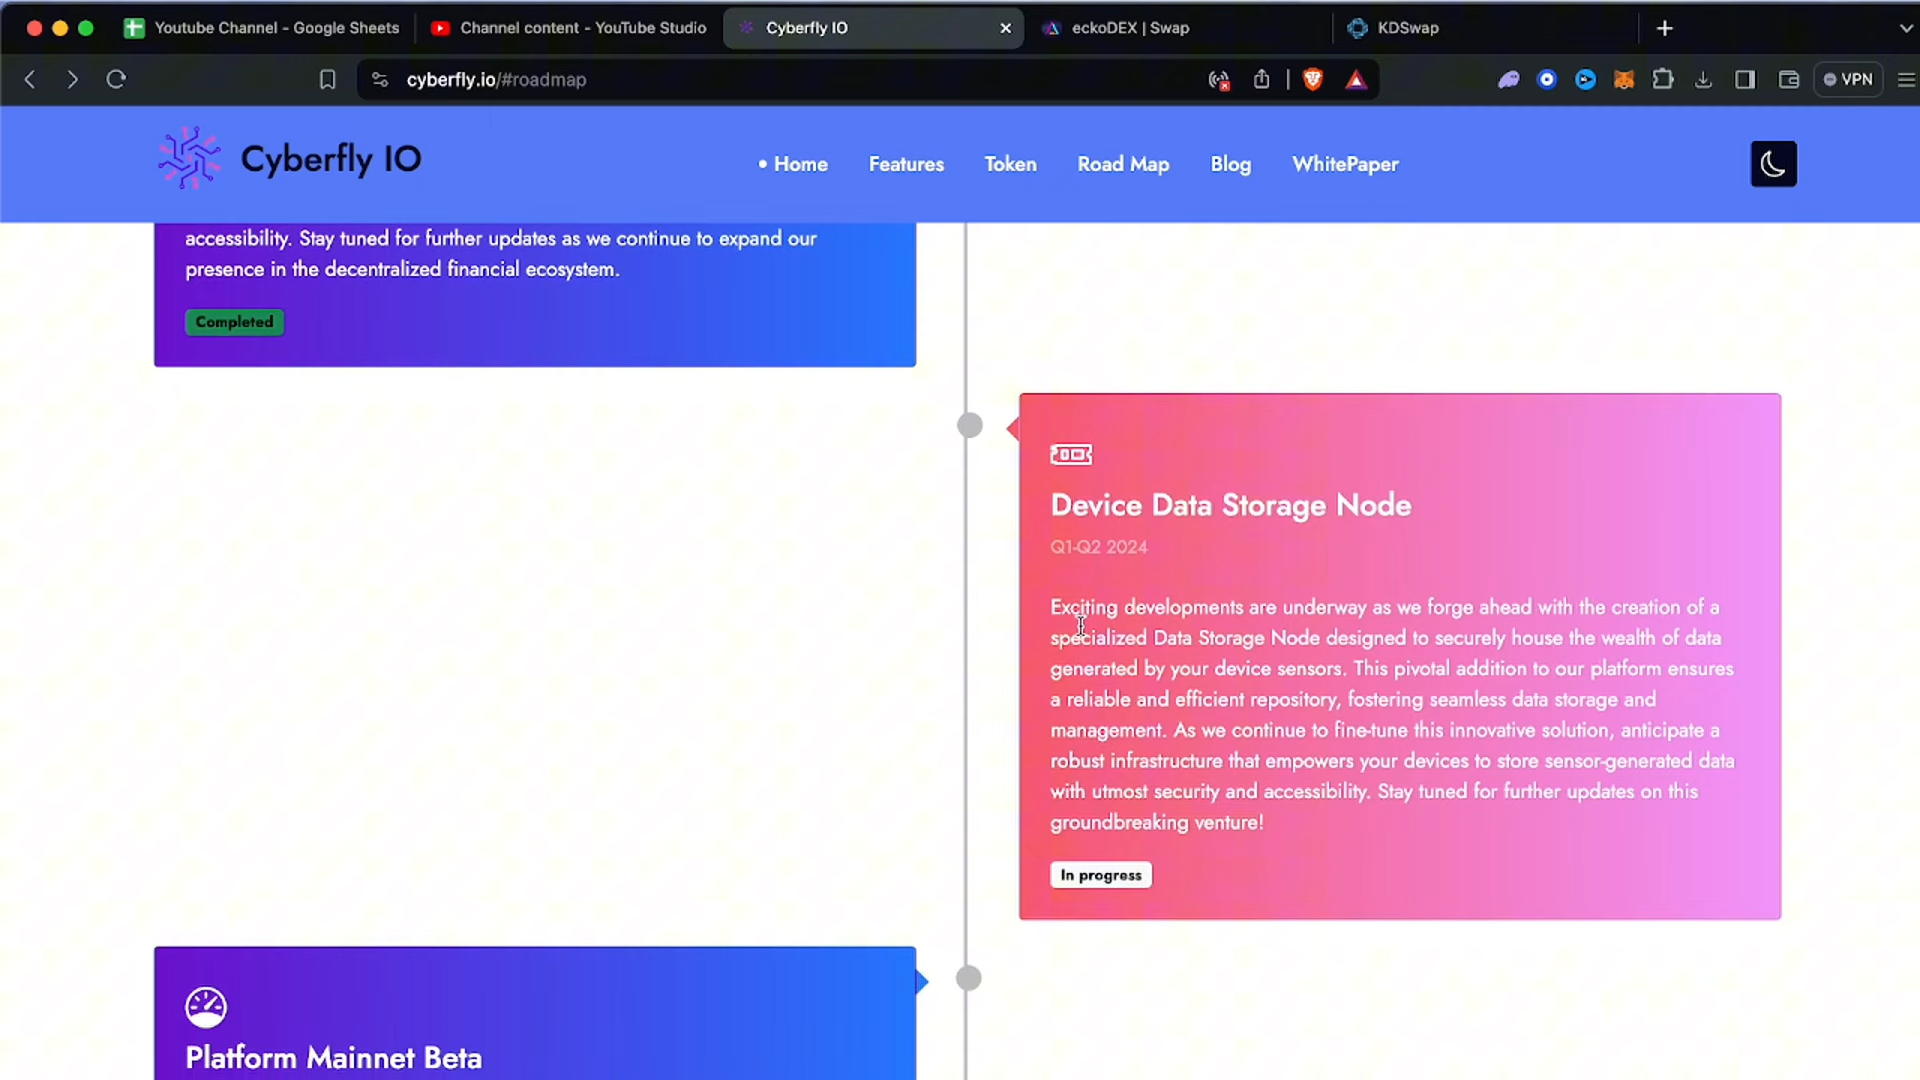 Youtube Channel - Google Sheets
Channel content - YouTube Studio
Cyberfly IO
eckoDEX | Swap
KDSwap
cyberfly.io/#roadmap
VPN
Cyberfly IO
• Home
Features
Token
Road Map
Blog
WhitePaper
accessibility. Stay tuned for further updates as we continue to expand our
presence in the decentralized financial ecosystem.
Completed
Device Data Storage Node
Q1-Q2 2024
Exciting developments are underway as we forge ahead with the creation of a
specialized Data Storage Node designed to securely house the wealth of data
generated by your device sensors. This pivotal addition to our platform ensures
a reliable and efficient repository, fostering seamless data storage and
management. As we continue to fine-tune this innovative solution, anticipate a
robust infrastructure that empowers your devices to store sensor-generated data
with utmost security and accessibility. Stay tuned for further updates on this
groundbreaking venture!
In progress
Platform Mainnet Beta